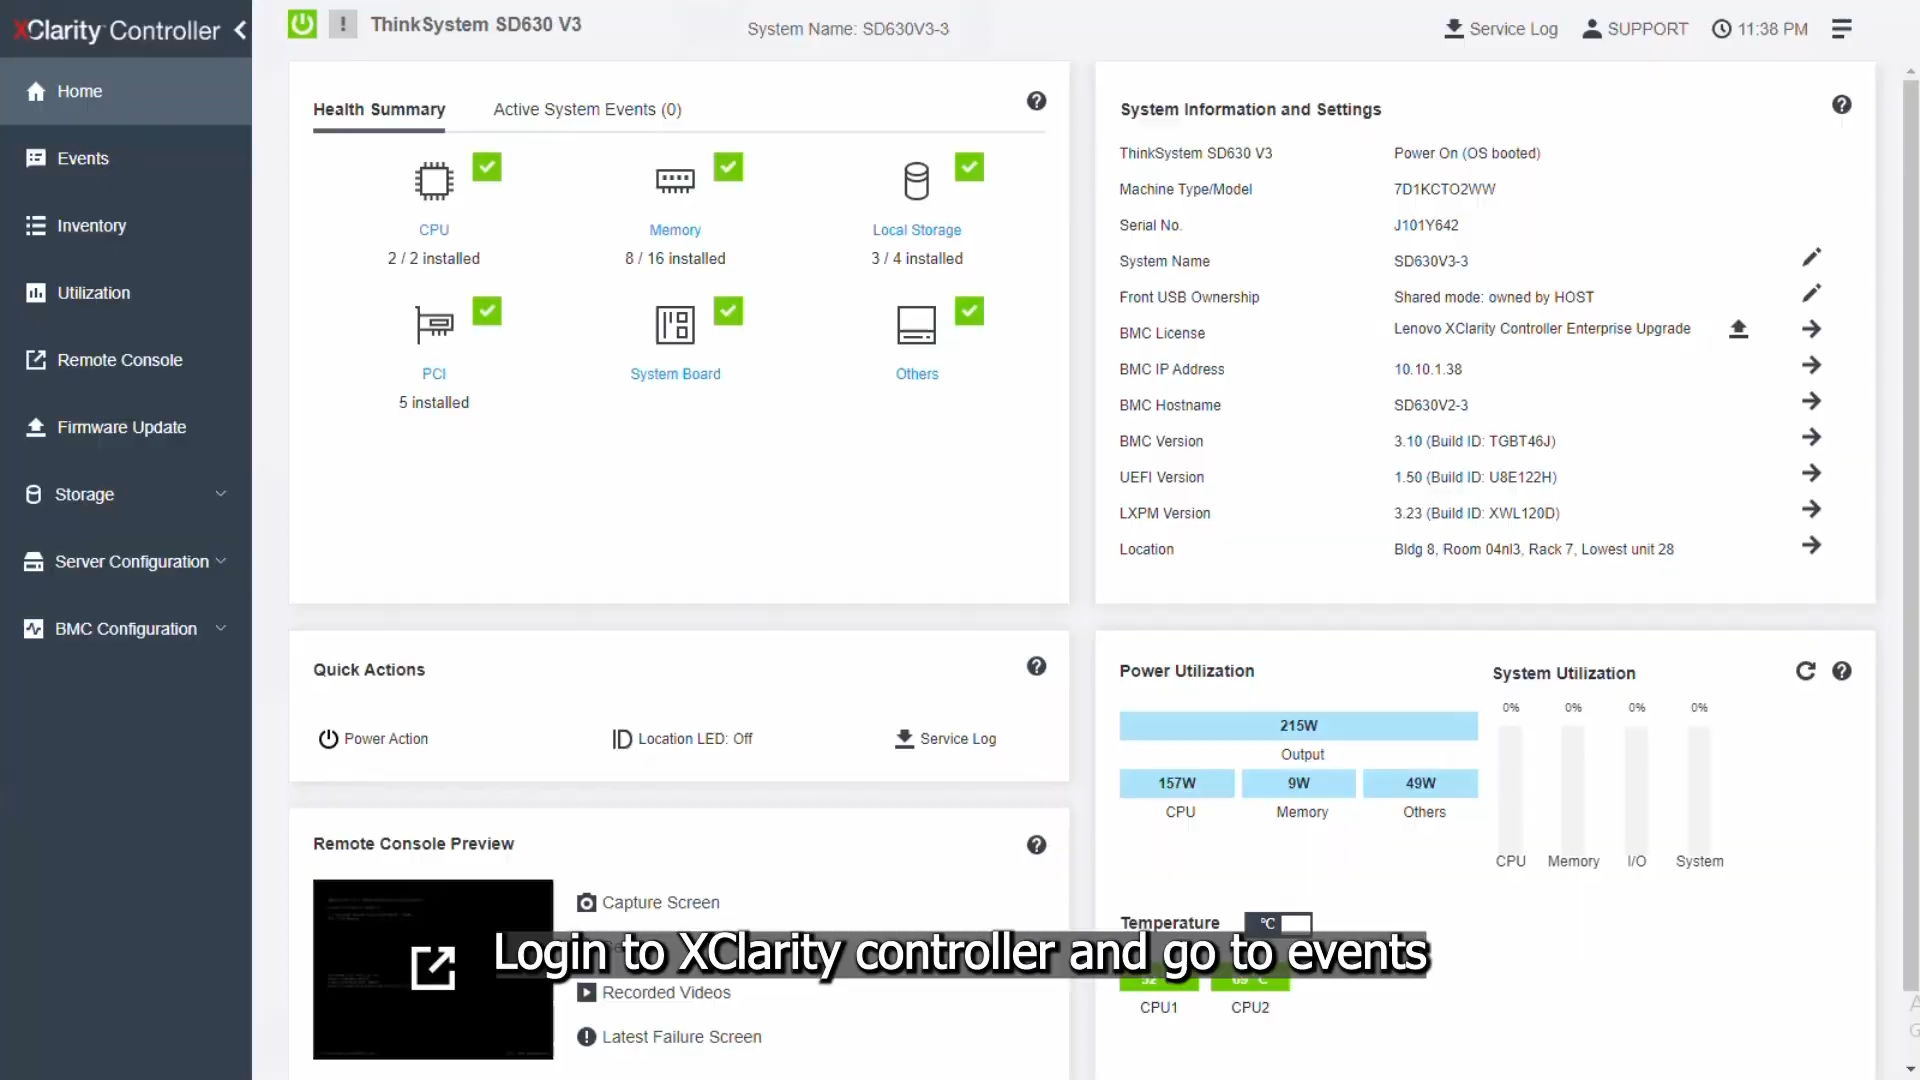 XClarity Controller
ThinkSystem SD630 V3
System Name: SD630V3-3
Service Log
SUPPORT
11:38 PM
Home
Events
Inventory
Utilization
Remote Console
Firmware Update
Storage
Server Configuration
BMC Configuration
Health Summary
Active System Events (0)
CPU
2 / 2 installed
Memory
8 / 16 installed
Local Storage
3 / 4 installed
PCI
5 installed
System Board
Others
System Information and Settings
ThinkSystem SD630 V3 Power On (OS booted)
Machine Type/Model 7D1KCTO2WW
Serial No. J101Y642
System Name SD630V3-3
Front USB Ownership Shared mode: owned by HOST
BMC License Lenovo XClarity Controller Enterprise Upgrade
BMC IP Address 10.10.1.38
BMC Hostname SD630V2-3
BMC Version 3.10 (Build ID: TGBT46J)
UEFI Version 1.50 (Build ID: U8E122H)
LXPM Version 3.23 (Build ID: XWL120D)
Location Bldg 8, Room 04nl3, Rack 7, Lowest unit 28
Quick Actions
Power Action
Location LED: Off
Service Log
Power Utilization
215W
Output
157W 9W 49W
CPU Memory Others
System Utilization
0% 0% 0% 0%
CPU Memory I/O System
Remote Console Preview
Capture Screen
Recorded Videos
Latest Failure Screen
Temperature °C
CPU1 CPU2
Login to XClarity controller and go to events